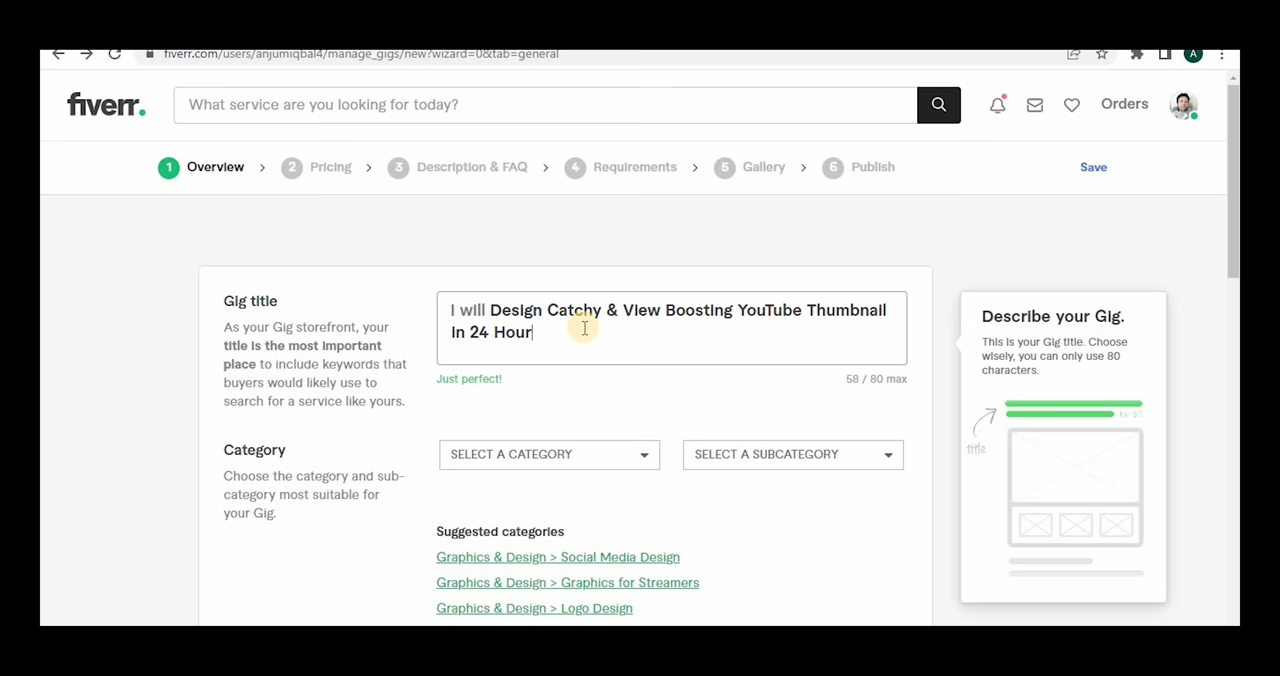 fiverr.com/users/anjumiqbal4/manage_gigs/new?wizard=0&tab=general
A
fiverr.
What service are you looking for today?
Orders
1 Overview > 2 Pricing > 3 Description & FAQ > 4 Requirements > 5 Gallery > 6 Publish
Save
Gig title
As your Gig storefront, your
title is the most important
place to include keywords that
buyers would likely use to
search for a service like yours.
I will Design Catchy & View Boosting YouTube Thumbnail
In 24 Hour
Just perfect!
58 / 80 max
Category
Choose the category and sub-
category most suitable for
your Gig.
SELECT A CATEGORY
SELECT A SUBCATEGORY
Suggested categories
Graphics & Design > Social Media Design
Graphics & Design > Graphics for Streamers
Graphics & Design > Logo Design
Describe your Gig.
This is your Gig title. Choose
wisely, you can only use 80
characters.
for $5
title